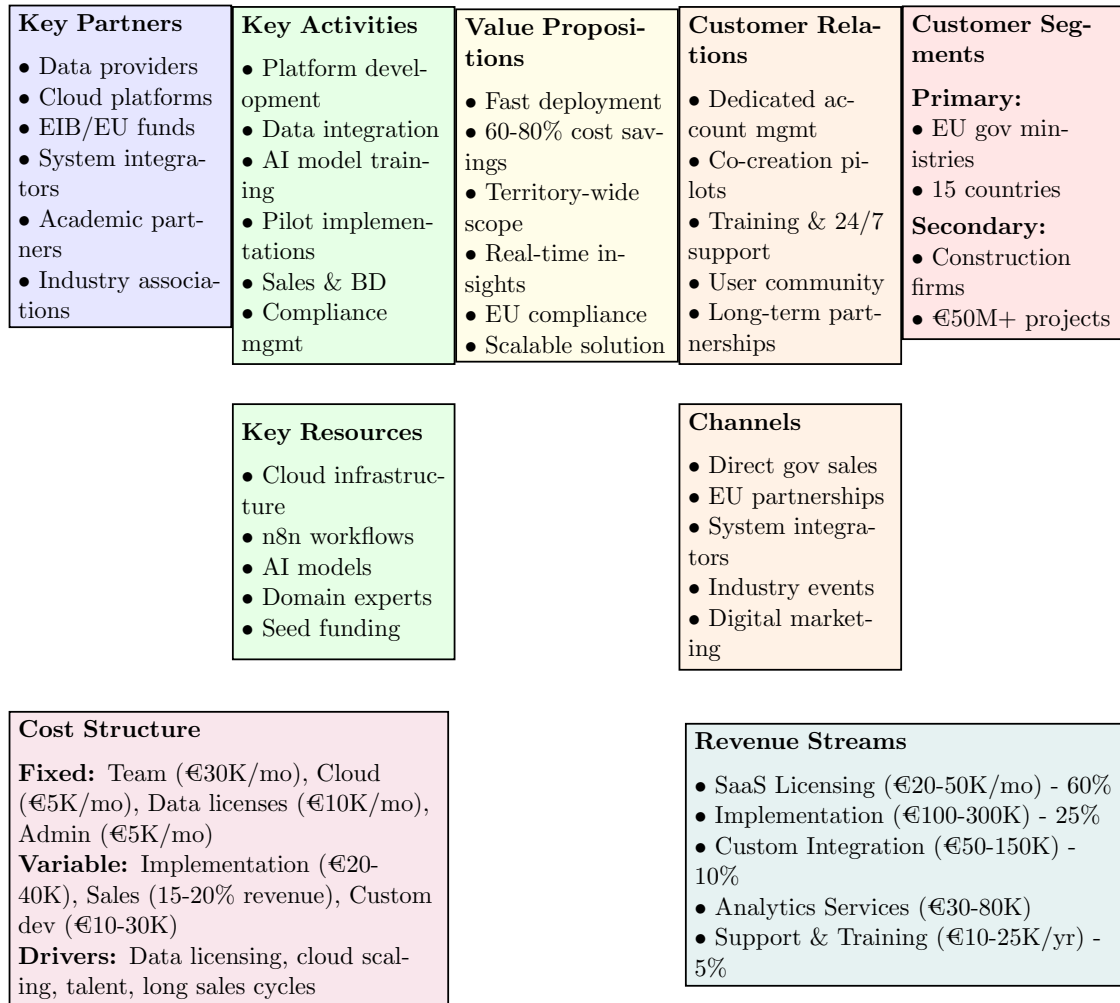 Key Partners
• Data providers
• Cloud platforms
• EIB/EU funds
• System integra-
tors
• Academic part-
ners
• Industry associa-
tions
Key Activities
• Platform devel-
opment
• Data integration
• AI model train-
ing
• Pilot implemen-
tations
• Sales & BD
• Compliance
mgmt
Value Proposi-
tions
• Fast deployment
• 60-80% cost sav-
ings
• Territory-wide
scope
• Real-time in-
sights
• EU compliance
• Scalable solution
Customer Rela-
tions
• Dedicated ac-
count mgmt
• Co-creation pi-
lots
• Training & 24/7
support
• User community
• Long-term part-
nerships
Customer Seg-
ments
Primary:
• EU gov min-
istries
• 15 countries
Secondary:
• Construction
firms
• €50M+ projects
Key Resources
• Cloud infrastruc-
ture
• n8n workflows
• AI models
• Domain experts
• Seed funding
Channels
• Direct gov sales
• EU partnerships
• System integra-
tors
• Industry events
• Digital market-
ing
Cost Structure
Fixed: Team (€30K/mo), Cloud
(€5K/mo), Data licenses (€10K/mo),
Admin (€5K/mo)
Variable: Implementation (€20-
40K), Sales (15-20% revenue), Custom
dev (€10-30K)
Drivers: Data licensing, cloud scal-
ing, talent, long sales cycles
Revenue Streams
• SaaS Licensing (€20-50K/mo) - 60%
• Implementation (€100-300K) - 25%
• Custom Integration (€50-150K) -
10%
• Analytics Services (€30-80K)
• Support & Training (€10-25K/yr) -
5%